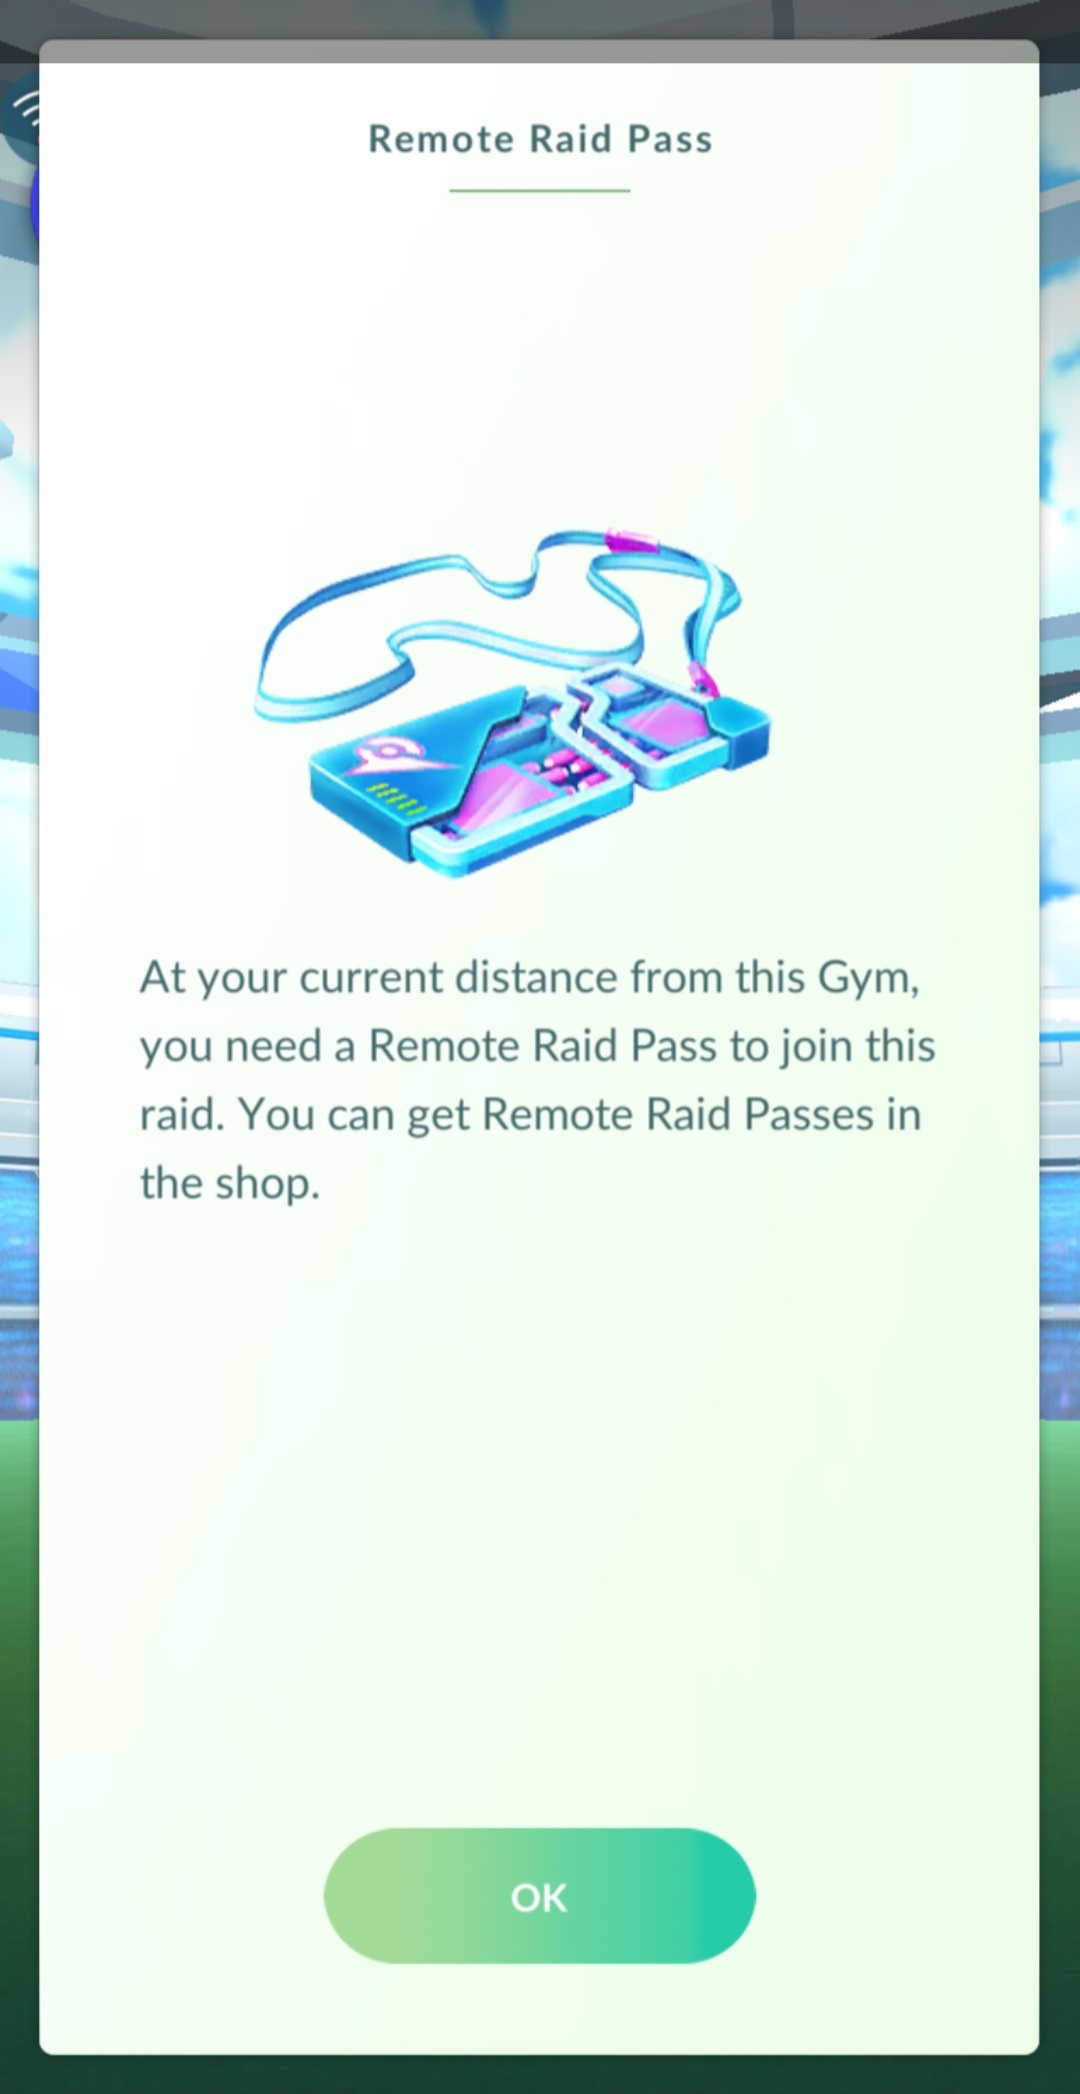 Remote Raid Pass
At your current distance from this Gym,
you need a Remote Raid Pass to join this
raid. You can get Remote Raid Passes in
the shop.
OK